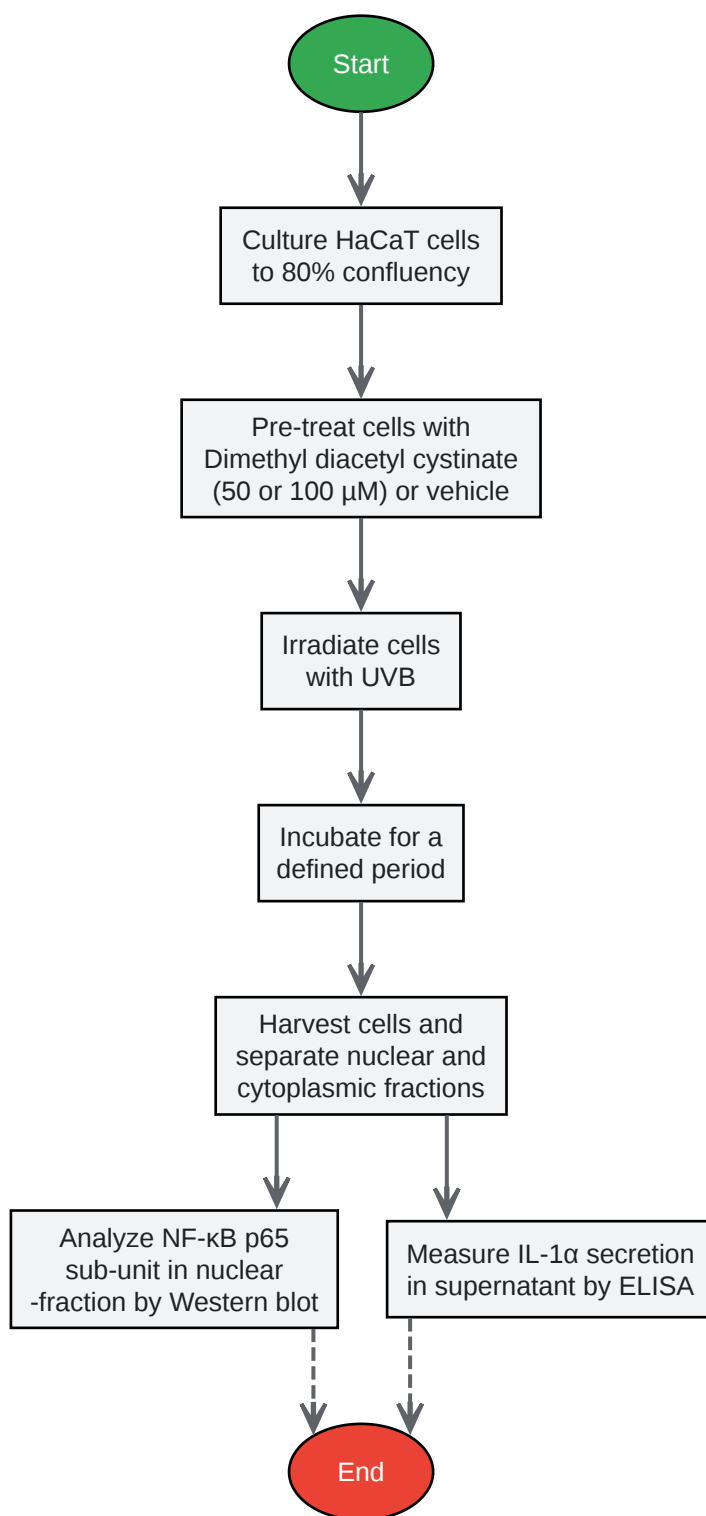 Start
Culture HaCaT cells
to 80% confluency
Pre-treat cells with
Dimethyl diacetyl cystinate
(50 or 100 µM) or vehicle
Irradiate cells
with UVB
Incubate for a
defined period
Harvest cells and
separate nuclear and
cytoplasmic fractions
Analyze NF-κB p65
sub-unit in nuclear
-fraction by Western blot
Measure IL-1α secretion
in supernatant by ELISA
End